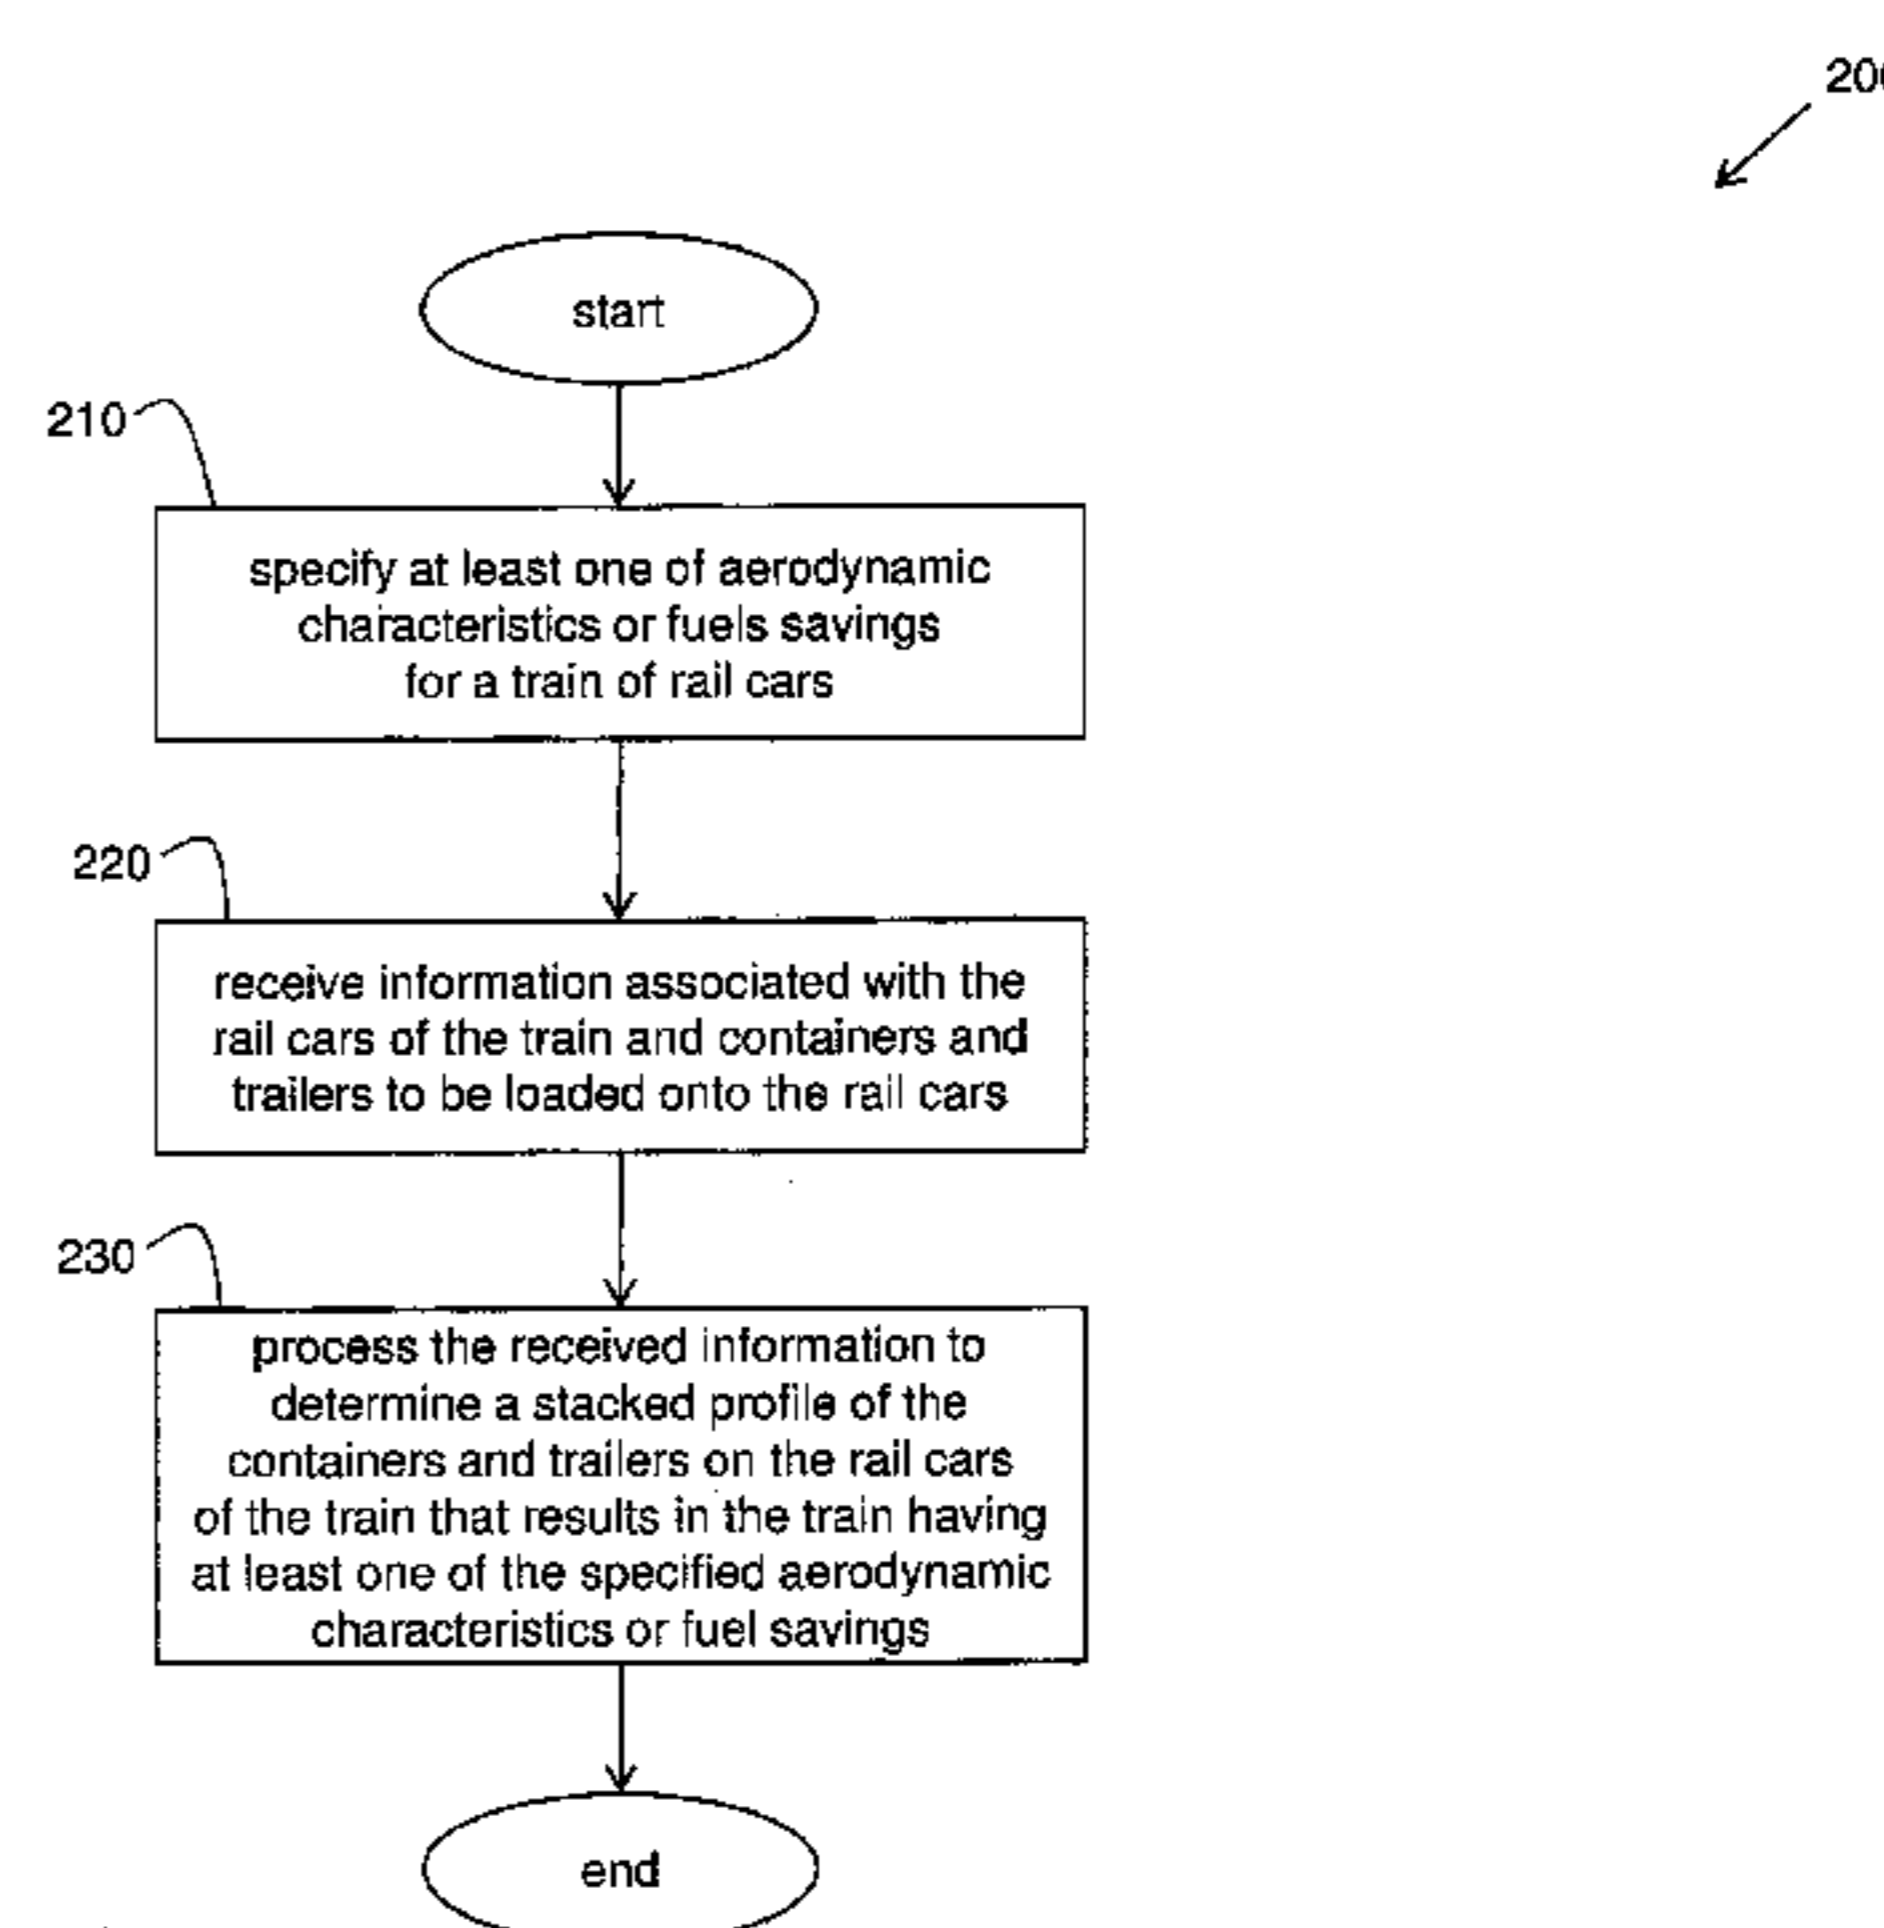 200
start
210
specify at least one of aerodynamic
characteristics or fuels savings
for a train of rail cars
220
receive information associated with the
rail cars of the train and containers and
trailers to be loaded onto the rail cars
230
process the received information to
determine a stacked profile of the
containers and trailers on the rail cars
of the train that results in the train having
at least one of the specified aerodynamic
characteristics or fuel savings
end